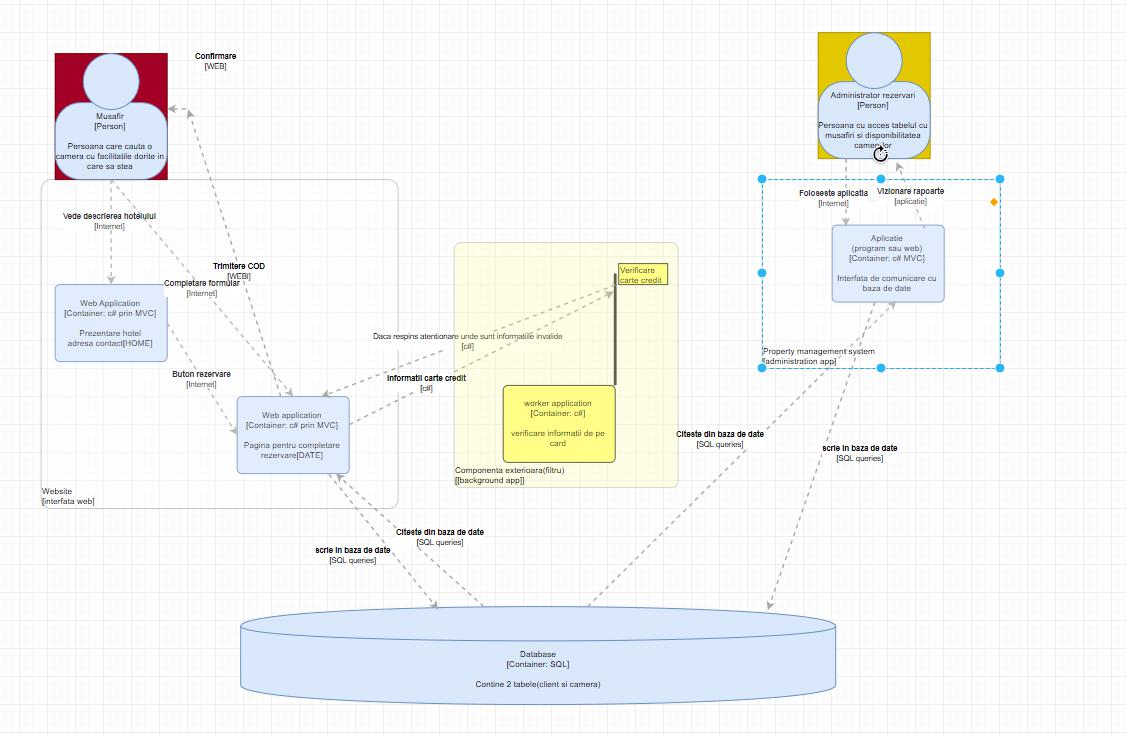 Confirmare
[WEB]
Musafir
[Person]
Persoana care cauta o
camera cu facilitatile dorite in
care sa stea
Administrator rezervari
[Person]
Persoana cu acces tabelul cu
musafiri si disponibilitatea
camerelor
Vede descrierea hotelului
[Internet]
Trimitere COD
[WEB]
Completare formular
[Internet]
Foloseste aplicatia
[Internet]
Vizionare rapoarte
[aplicatie]
Aplicatie
(program sau web)
[Container: c# MVC]
Interfata de comunicare cu
baza de date
Verificare
carte credit
Web Application
[Container: c# prin MVC]
Prezentare hotel
adresa contact[HOME]
Daca respins atentionare unde sunt informatiile invalide
[c#]
Property management system
[administration app]
Buton rezervare
[Internet]
Informatii carte credit
[c#]
Web application
[Container: c# prin MVC]
Pagina pentru completare
rezervare[DATE]
worker application
[Container: c#]
verificare informatii de pe
card
Citeste din baza de date
[SQL queries]
scrie in baza de date
[SQL queries]
Componenta exterioara(filtru)
[[background app]]
Website
[interfata web]
Citeste din baza de date
[SQL queries]
scrie in baza de date
[SQL queries]
Database
[Container: SQL]
Contine 2 tabele(client si camera)